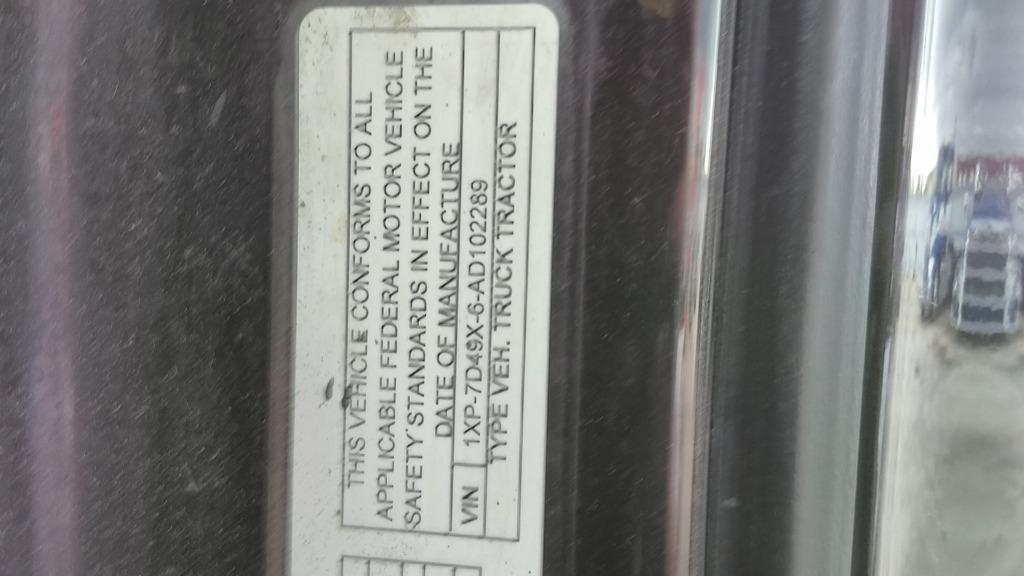 THIS VEHICLE CONFORMS TO ALL
APPLICABLE FEDERAL MOTOR VEHICLE
SAFETY STANDARDS IN EFFECT ON THE
DATE OF MANUFACTURE
VIN 1XP-7D49X-6-AD102289
TYPE VEH. TRUCK TRACTOR